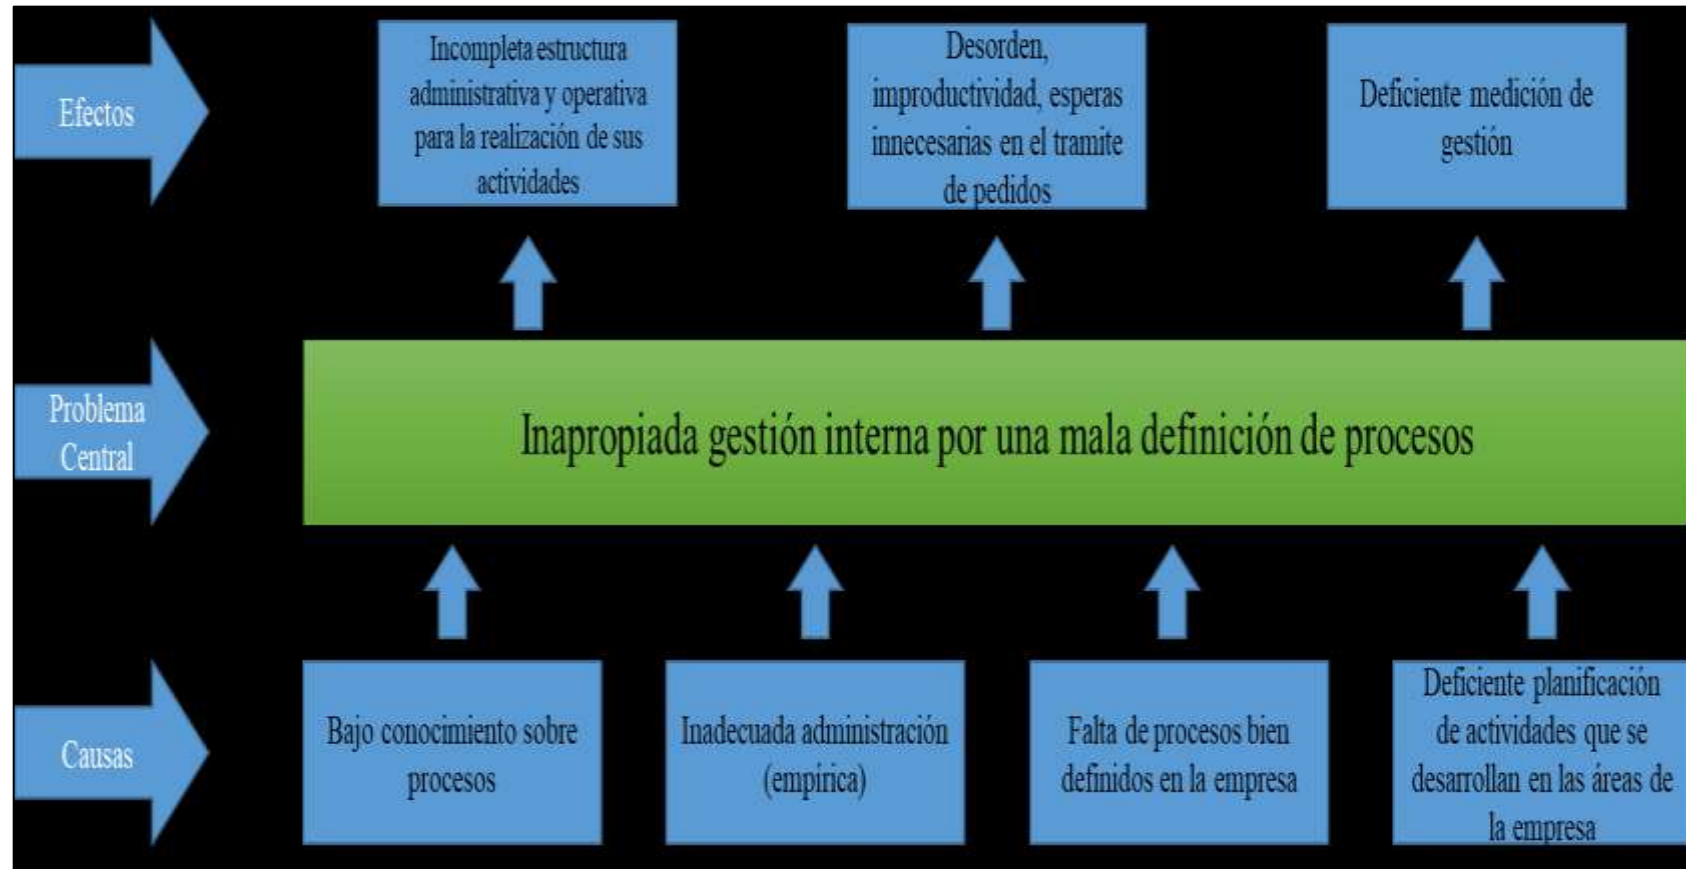 Efectos
Incompleta estructura
administrativa y operativa
para la realización de sus
actividades
Desorden,
improductividad, esperas
innecesarias en el tramite
de pedidos
Deficiente medición de
gestión
Problema
Central
Inapropiada gestión interna por una mala definición de procesos
Causas
Bajo conocimiento sobre
procesos
Inadecuada administración
(empírica)
Falta de procesos bien
definidos en la empresa
Deficiente planificación
de actividades que se
desarrollan en las áreas de
la empresa